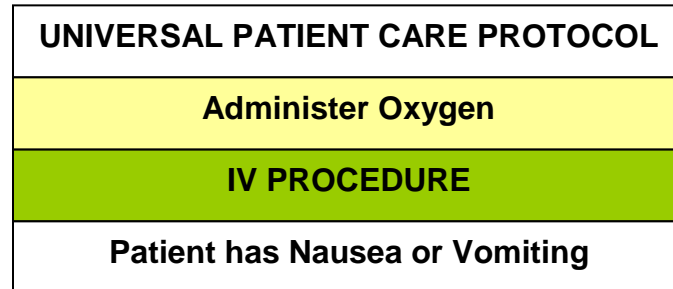 UNIVERSAL PATIENT CARE PROTOCOL
Administer Oxygen
IV PROCEDURE
Patient has Nausea or Vomiting